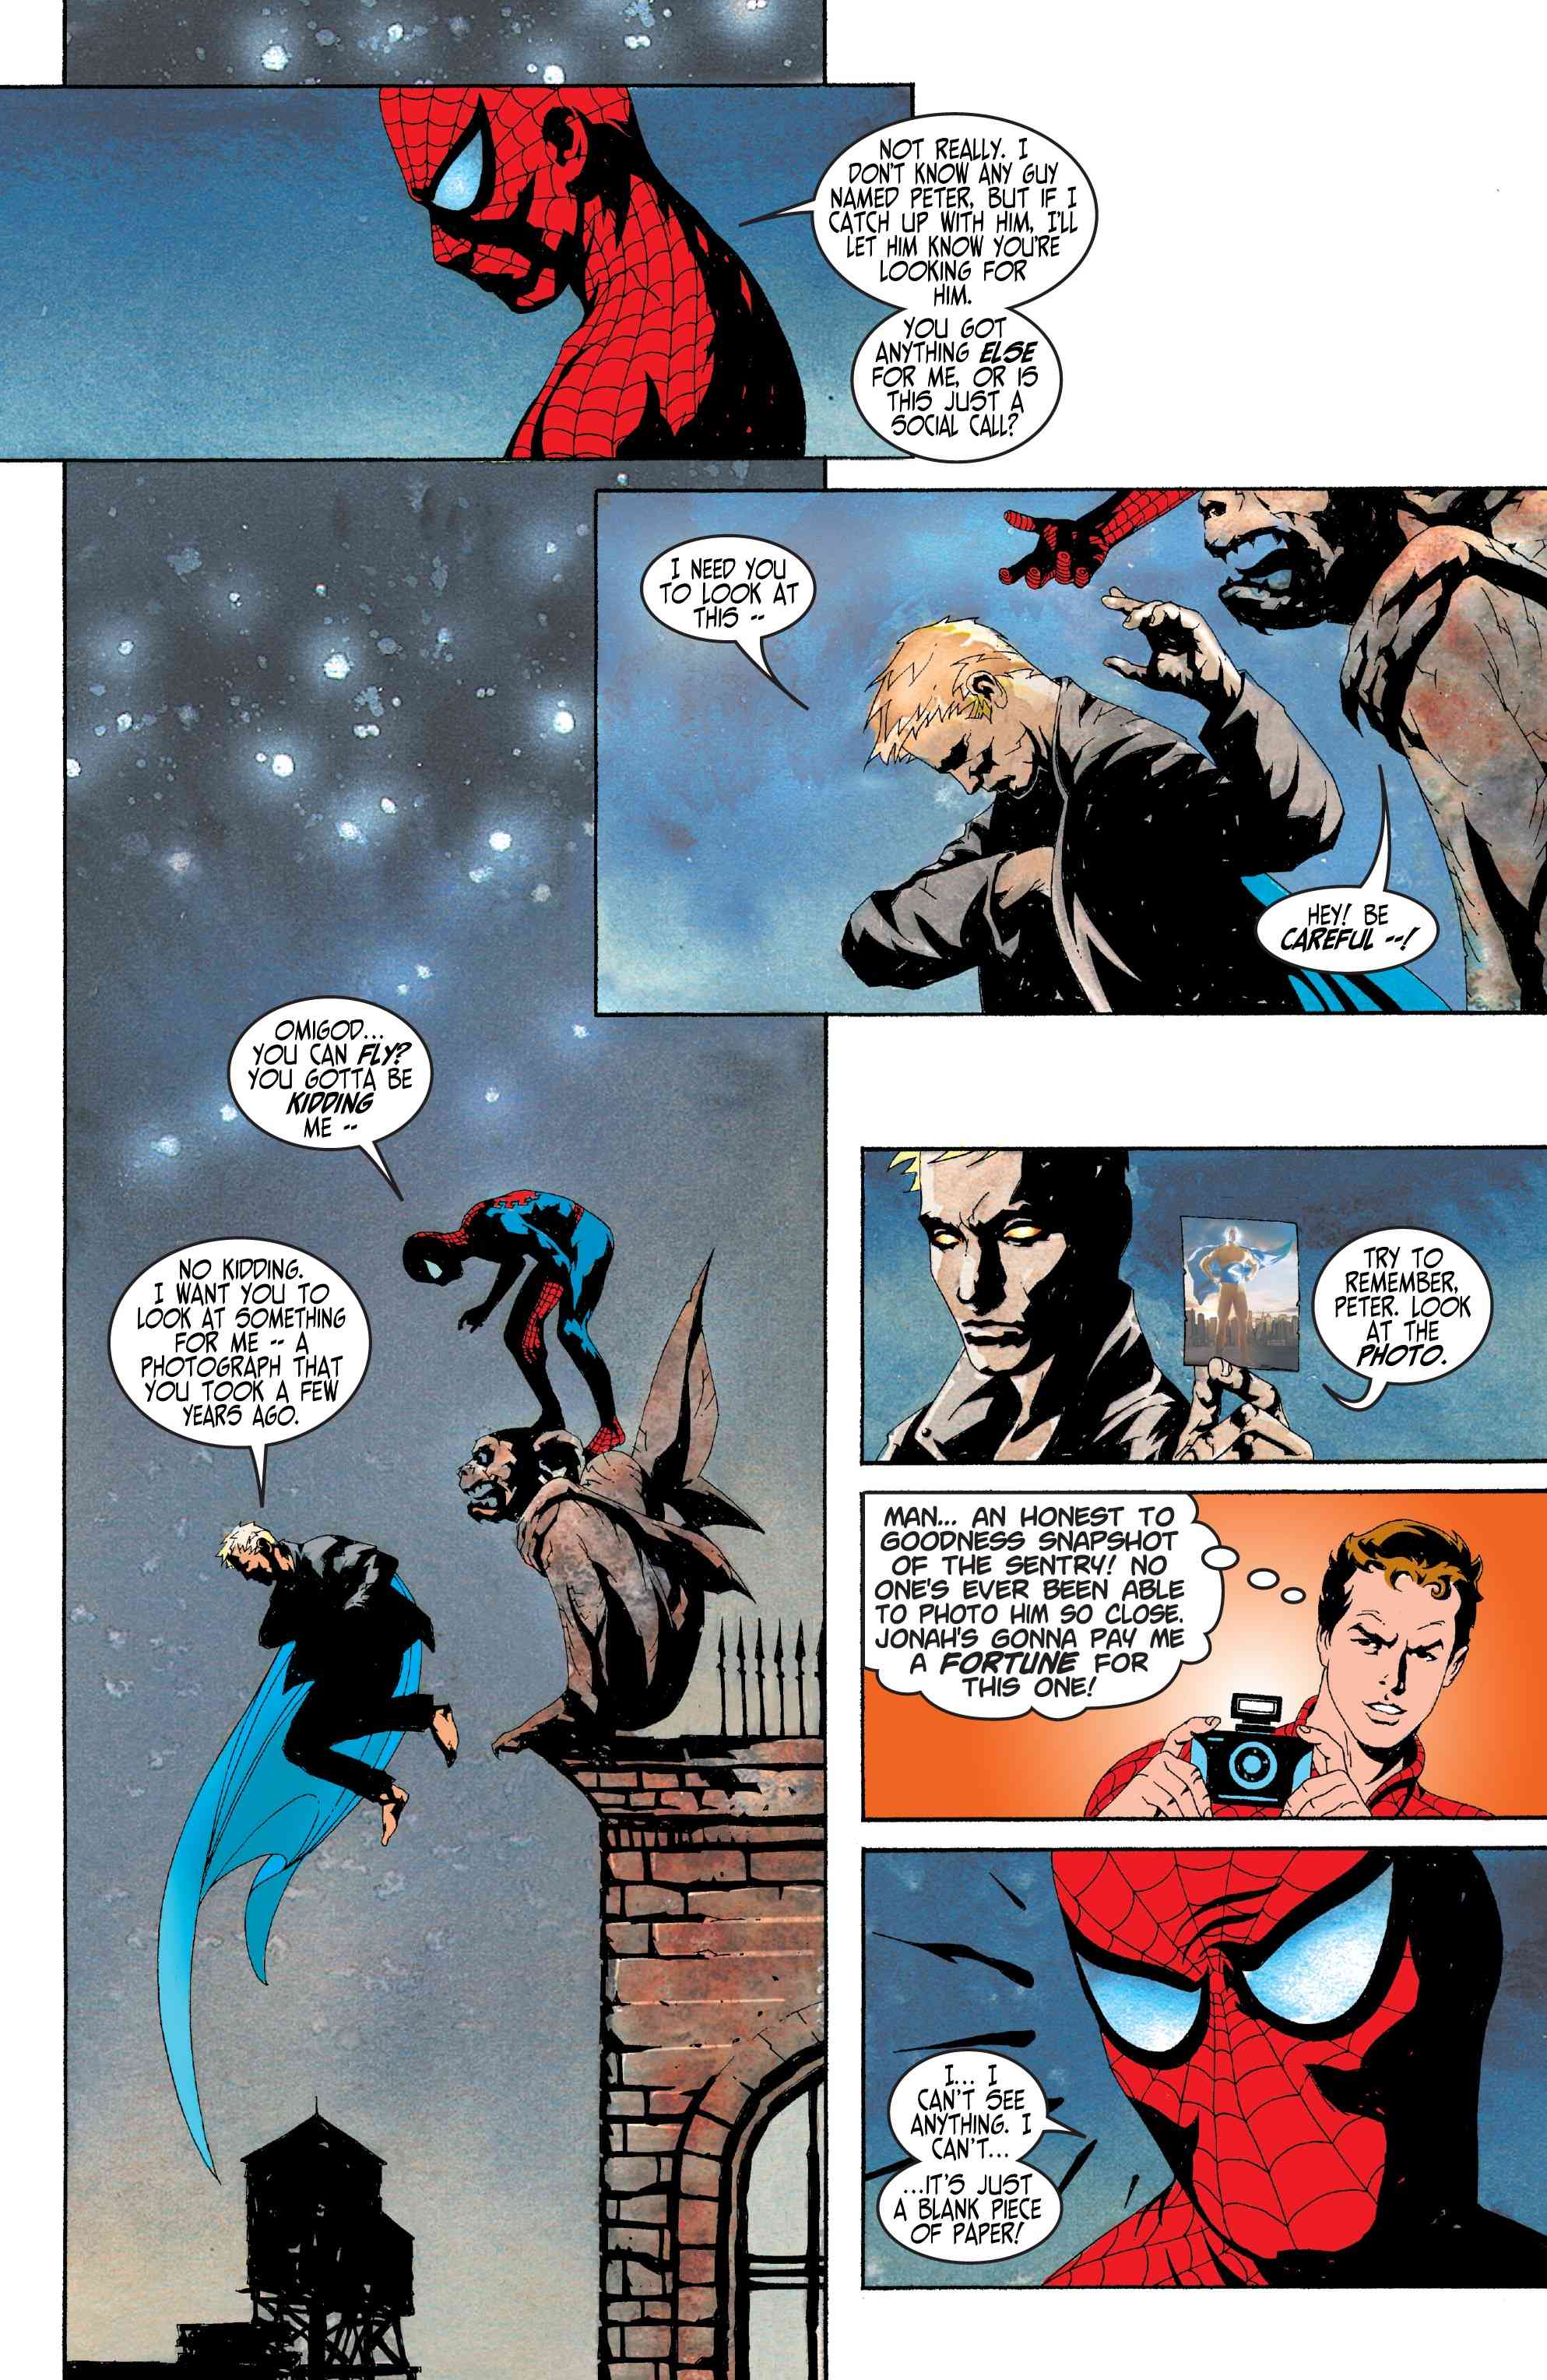 NOT REALLY. I
DON'T KNOW ANY GUY
NAMED PETER, BUT IF I
CATCH UP WITH HIM, I'LL
LET HIM KNOW YOU'RE
LOOKING FOR
HIM.
YOU GOT
ANYTHING ELSE
FOR ME, OR IS
THIS JUST A
SOCIAL CALL?
I NEED YOU
TO LOOK AT
THIS --
HEY! BE
CAREFUL --!
OMIGOD...
YOU CAN FLY?
YOU GOTTA BE
KIDDING
ME --
NO KIDDING.
I WANT YOU TO
LOOK AT SOMETHING
FOR ME -- A
PHOTOGRAPH THAT
YOU TOOK A FEW
YEARS AGO.
TRY TO
REMEMBER,
PETER. LOOK
AT THE
PHOTO.
MAN... AN HONEST TO
GOODNESS SNAPSHOT
OF THE SENTRY! NO
ONE'S EVER BEEN ABLE
TO PHOTO HIM SO CLOSE.
JONAH'S GONNA PAY ME
A FORTUNE FOR
THIS ONE!
I... I
CAN'T SEE
ANYTHING. I
CAN'T...
...IT'S JUST
A BLANK PIECE
OF PAPER!